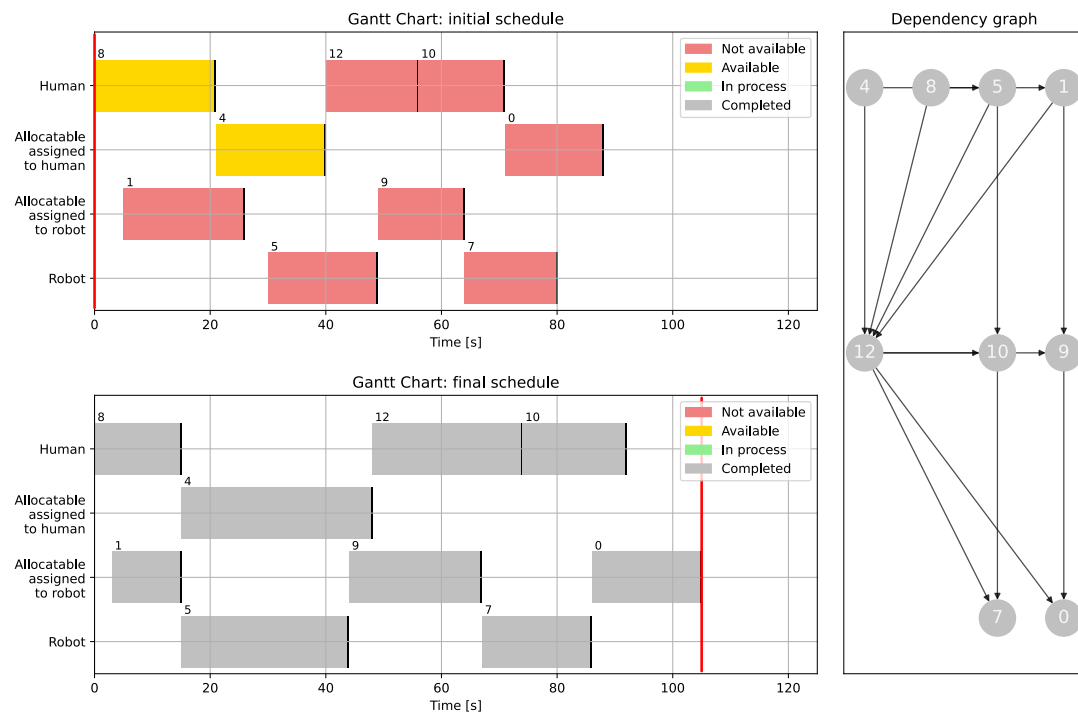 Gantt Chart: initial schedule
8
12
10
Human
4
0
Allocatable
assigned
to human
1
9
Allocatable
assigned
to robot
5
7
Robot
Not available
Available
In process
Completed
0
20
40
60
80
100
120
Time [s]
Gantt Chart: final schedule
8
12
10
Human
4
Allocatable
assigned
to human
1
9
0
Allocatable
assigned
to robot
5
7
Robot
Not available
Available
In process
Completed
0
20
40
60
80
100
120
Time [s]
Dependency graph
4
8
5
1
12
10
9
7
0